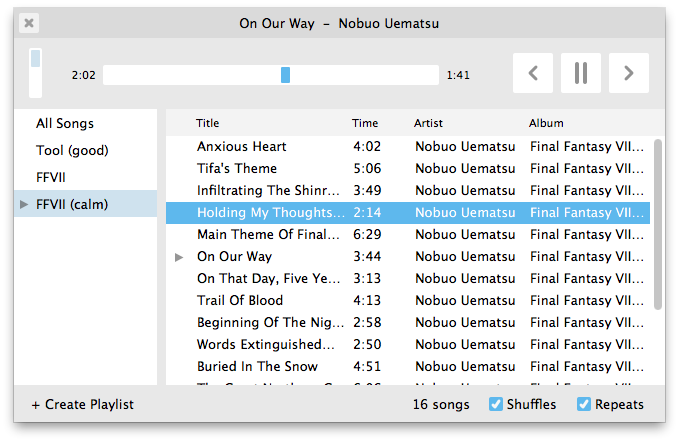 On Our Way – Nobuo Uematsu
2:02 1:41
All Songs
Tool (good)
FFVII
FFVII (calm)
Title Time Artist Album
Anxious Heart 4:02 Nobuo Uematsu Final Fantasy VII...
Tifa's Theme 5:06 Nobuo Uematsu Final Fantasy VII...
Infiltrating The Shinr... 3:49 Nobuo Uematsu Final Fantasy VII...
Holding My Thoughts... 2:14 Nobuo Uematsu Final Fantasy VII...
Main Theme Of Final... 6:29 Nobuo Uematsu Final Fantasy VII...
On Our Way 3:44 Nobuo Uematsu Final Fantasy VII...
On That Day, Five Ye... 3:13 Nobuo Uematsu Final Fantasy VII...
Trail Of Blood 4:13 Nobuo Uematsu Final Fantasy VII...
Beginning Of The Nig... 2:58 Nobuo Uematsu Final Fantasy VII...
Words Extinguished... 2:50 Nobuo Uematsu Final Fantasy VII...
Buried In The Snow 4:51 Nobuo Uematsu Final Fantasy VII...
+ Create Playlist 16 songs Shuffles Repeats